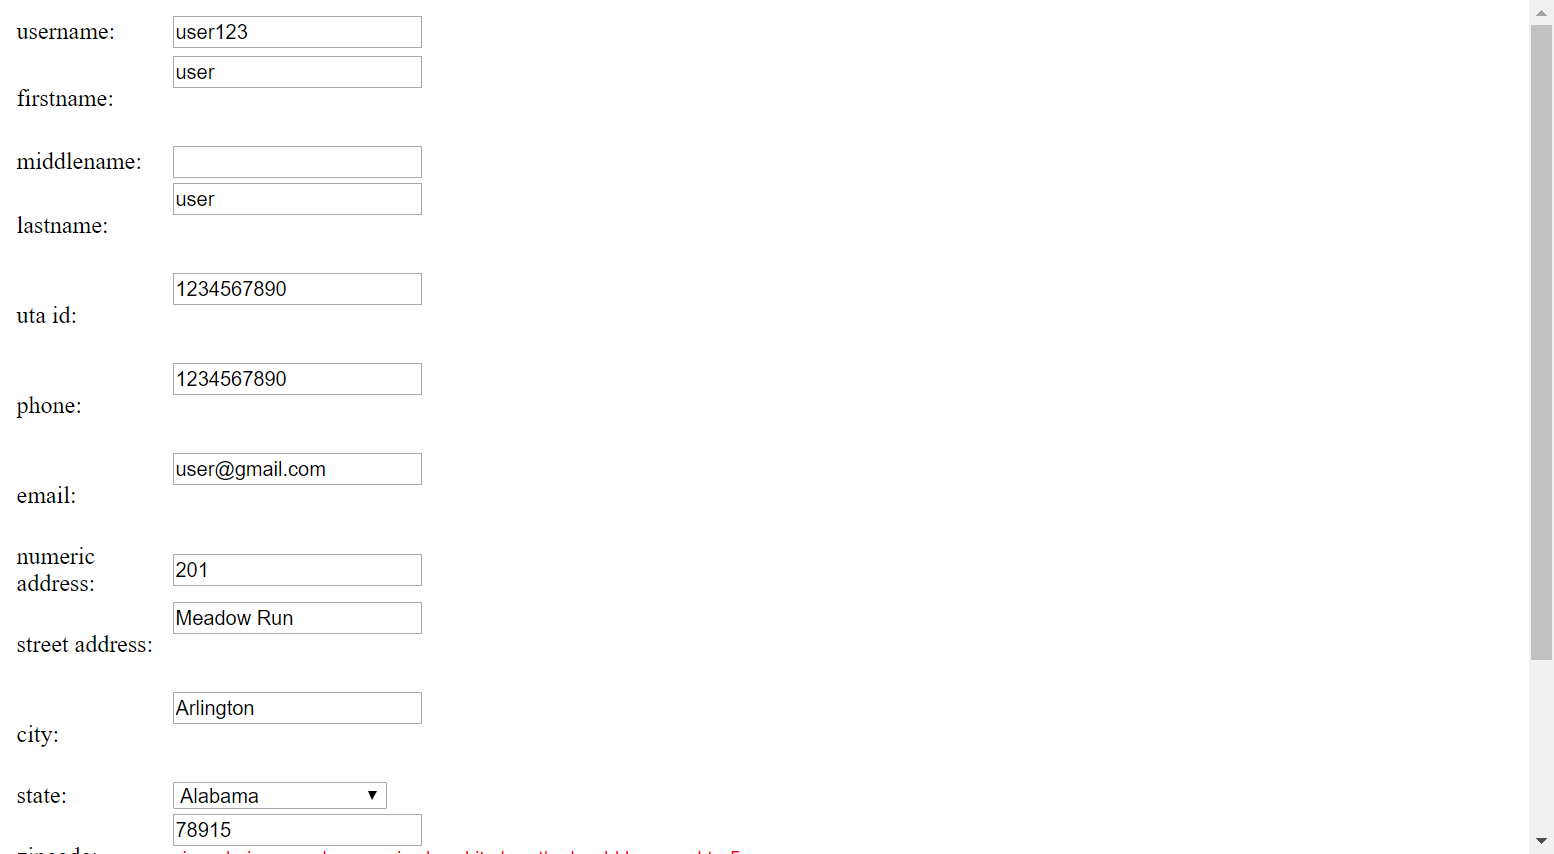 username: user123
user
firstname:
middlename:
user
lastname:
1234567890
uta id:
1234567890
phone:
user@gmail.com
email:
numeric
address: 201
Meadow Run
street address:
Arlington
city:
state: Alabama
78915